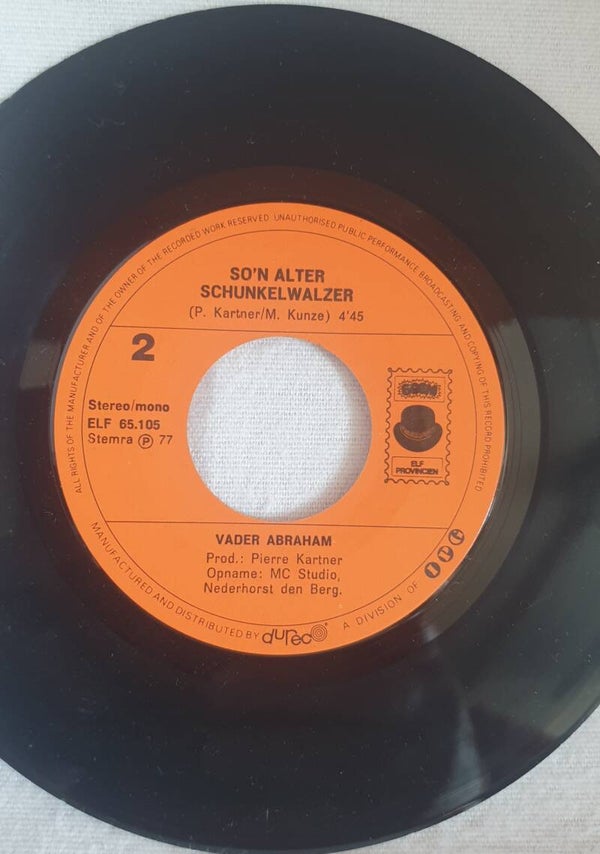 ALL RIGHTS OF THE MANUFACTURER AND OF THE OWNER OF THE RECORDED WORK RESERVED UNAUTHORISED PUBLIC PERFORMANCE BROADCASTING AND COPYING OF THIS RECORD PROHIBITED
SO'N ALTER
SCHUNKELWALZER
(P. Kartner/M. Kunze) 4'45
2
Stereo/mono
ELF 65.105
Stemra Ⓟ 77
ELF
PROVINCIEN
VADER ABRAHAM
Prod.: Pierre Kartner
Opname: MC Studio,
Nederhorst den Berg.
MANUFACTURED AND DISTRIBUTED BY dureco A DIVISION OF